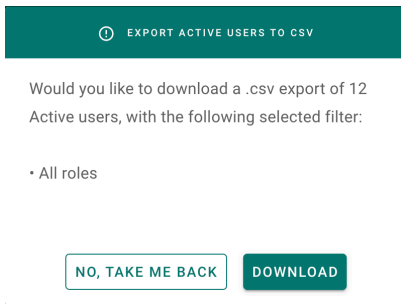 EXPORT ACTIVE USERS TO CSV
Would you like to download a .csv export of 12
Active users, with the following selected filter:
• All roles
NO, TAKE ME BACK
DOWNLOAD